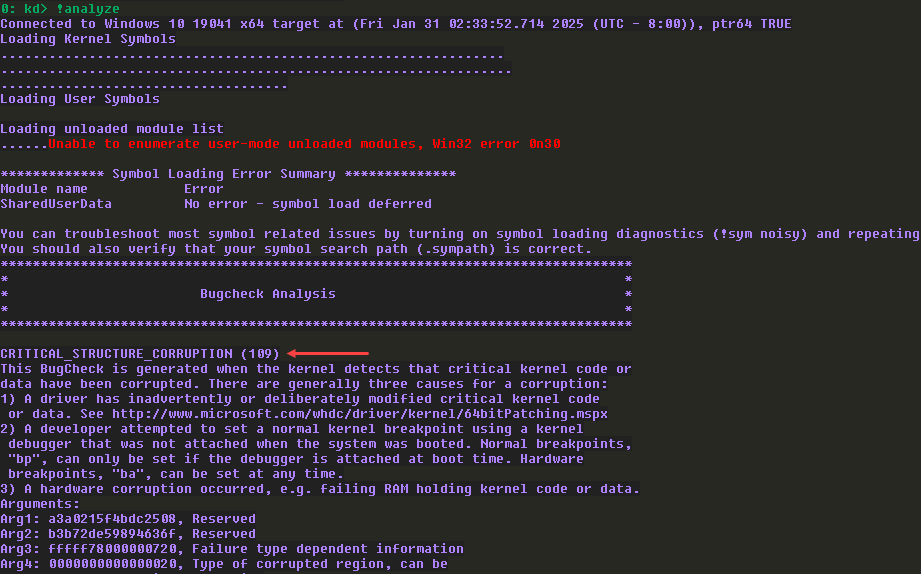 0: kd> !analyze
Connected to Windows 10 19041 x64 target at (Fri Jan 31 02:33:52.714 2025 (UTC - 8:00)), ptr64 TRUE
Loading Kernel Symbols
...............................................................
................................................................
....................................
Loading User Symbols

Loading unloaded module list
......Unable to enumerate user-mode unloaded modules, Win32 error 0n30

************* Symbol Loading Error Summary **************
Module name            Error
SharedUserData         No error - symbol load deferred

You can troubleshoot most symbol related issues by turning on symbol loading diagnostics (!sym noisy) and repeating
You should also verify that your symbol search path (.sympath) is correct.
*******************************************************************************
*                                                                             *
*                        Bugcheck Analysis                                    *
*                                                                             *
*******************************************************************************

CRITICAL_STRUCTURE_CORRUPTION (109)
This BugCheck is generated when the kernel detects that critical kernel code or
data have been corrupted. There are generally three causes for a corruption:
1) A driver has inadvertently or deliberately modified critical kernel code
 or data. See http://www.microsoft.com/whdc/driver/kernel/64bitPatching.mspx
2) A developer attempted to set a normal kernel breakpoint using a kernel
 debugger that was not attached when the system was booted. Normal breakpoints,
 "bp", can only be set if the debugger is attached at boot time. Hardware
 breakpoints, "ba", can be set at any time.
3) A hardware corruption occurred, e.g. failing RAM holding kernel code or data.
Arguments:
Arg1: a3a0215f4bdc2508, Reserved
Arg2: b3b72de59894636f, Reserved
Arg3: fffff78000000720, Failure type dependent information
Arg4: 0000000000000020, Type of corrupted region, can be